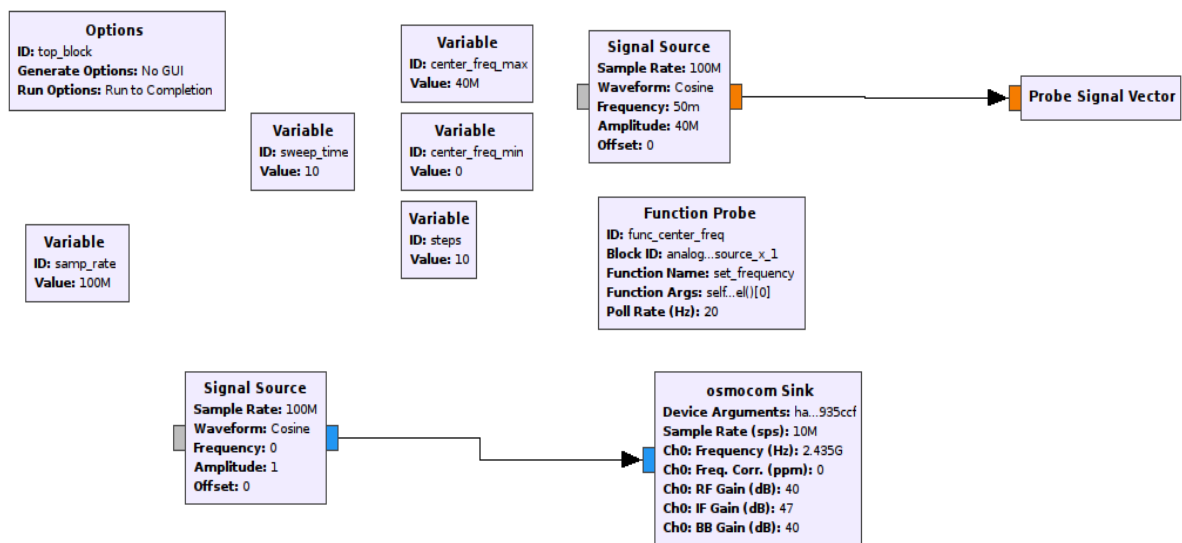 Options
ID: top_block
Generate Options: No GUI
Run Options: Run to Completion
Variable
ID: center_freq_max
Value: 40M
Signal Source
Sample Rate: 100M
Waveform: Cosine
Frequency: 50m
Amplitude: 40M
Offset: 0
Probe Signal Vector
Variable
ID: sweep_time
Value: 10
Variable
ID: center_freq_min
Value: 0
Variable
ID: steps
Value: 10
Function Probe
ID: func_center_freq
Block ID: analog...source_x_1
Function Name: set_frequency
Function Args: self...el()[0]
Poll Rate (Hz): 20
Variable
ID: samp_rate
Value: 100M
Signal Source
Sample Rate: 100M
Waveform: Cosine
Frequency: 0
Amplitude: 1
Offset: 0
osmocom Sink
Device Arguments: ha...935ccf
Sample Rate (sps): 10M
Ch0: Frequency (Hz): 2.435G
Ch0: Freq. Corr. (ppm): 0
Ch0: RF Gain (dB): 40
Ch0: IF Gain (dB): 47
Ch0: BB Gain (dB): 40